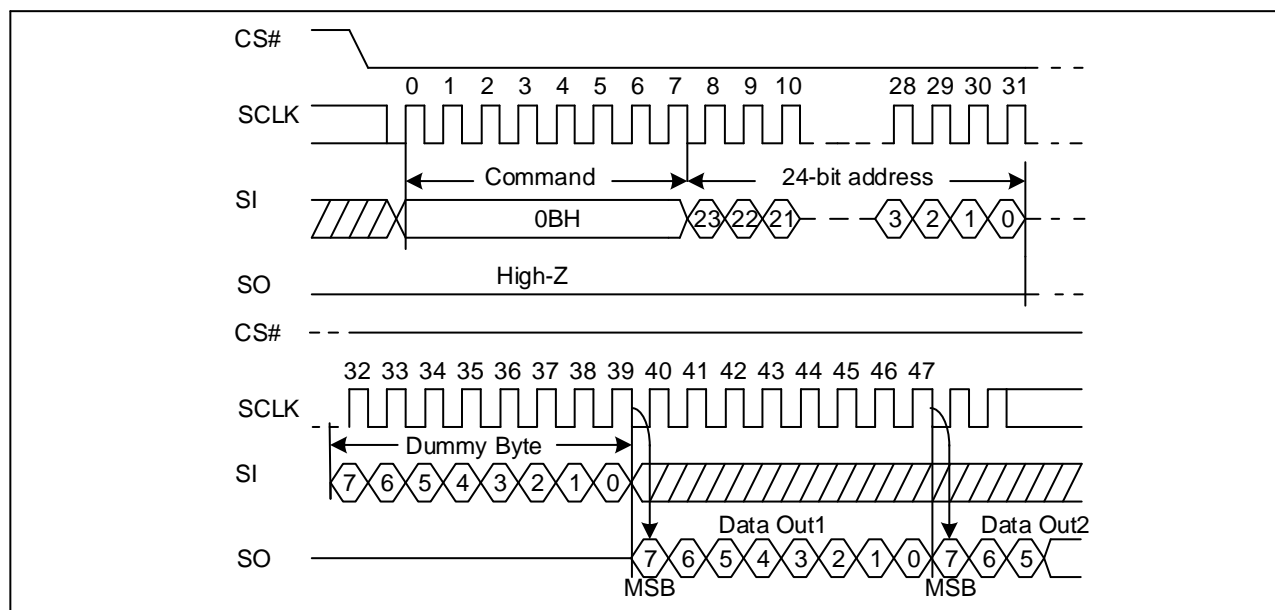 CS#
0 1 2 3 4 5 6 7 8 9 10 28 29 30 31
SCLK
Command 24-bit address
SI
0BH 23 22 21 3 2 1 0
High-Z
SO
CS#
32 33 34 35 36 37 38 39 40 41 42 43 44 45 46 47
SCLK
Dummy Byte
SI
7 6 5 4 3 2 1 0
Data Out1 Data Out2
SO
7 6 5 4 3 2 1 0 7 6 5
MSB MSB